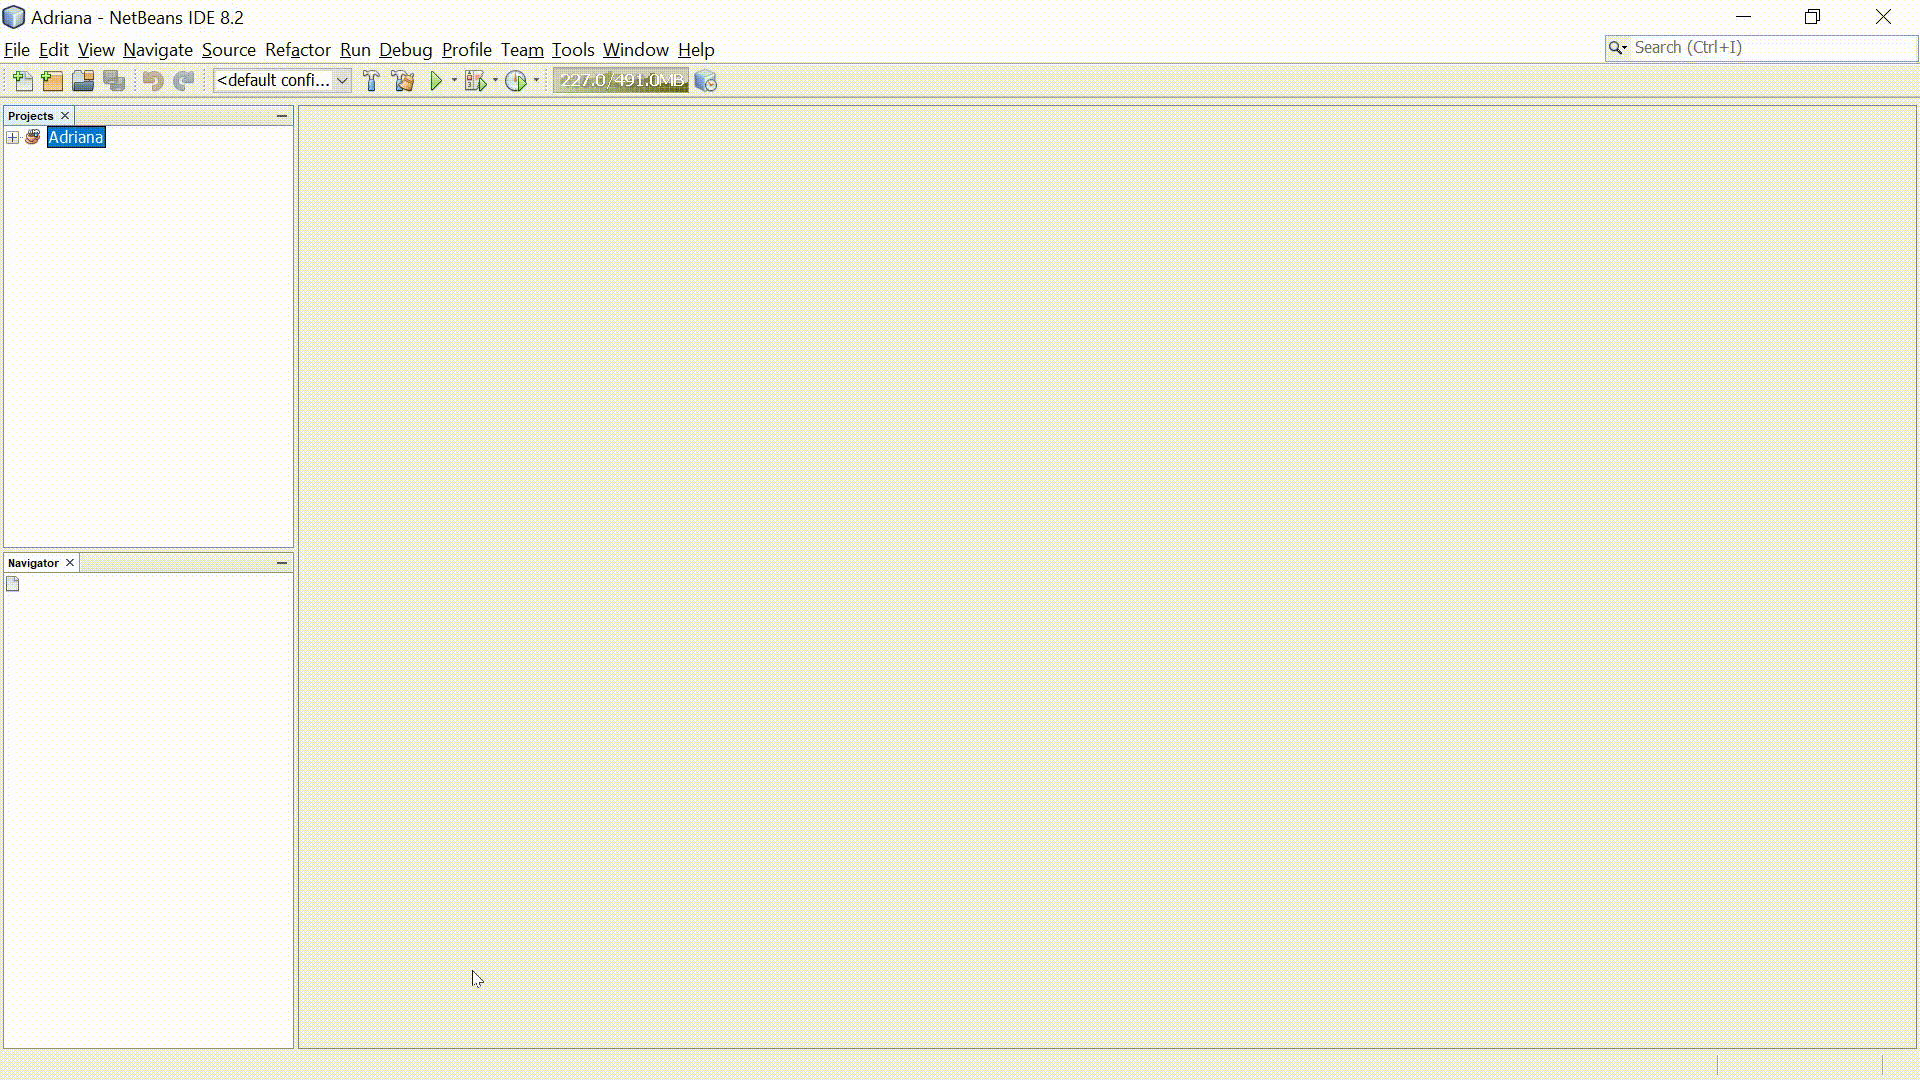 Adriana - NetBeans IDE 8.2
File Edit View Navigate Source Refactor Run Debug Profile Team Tools Window Help
Search (Ctrl+I)
<default confi...
227.0/491.0MB
Projects
Adriana
Navigator